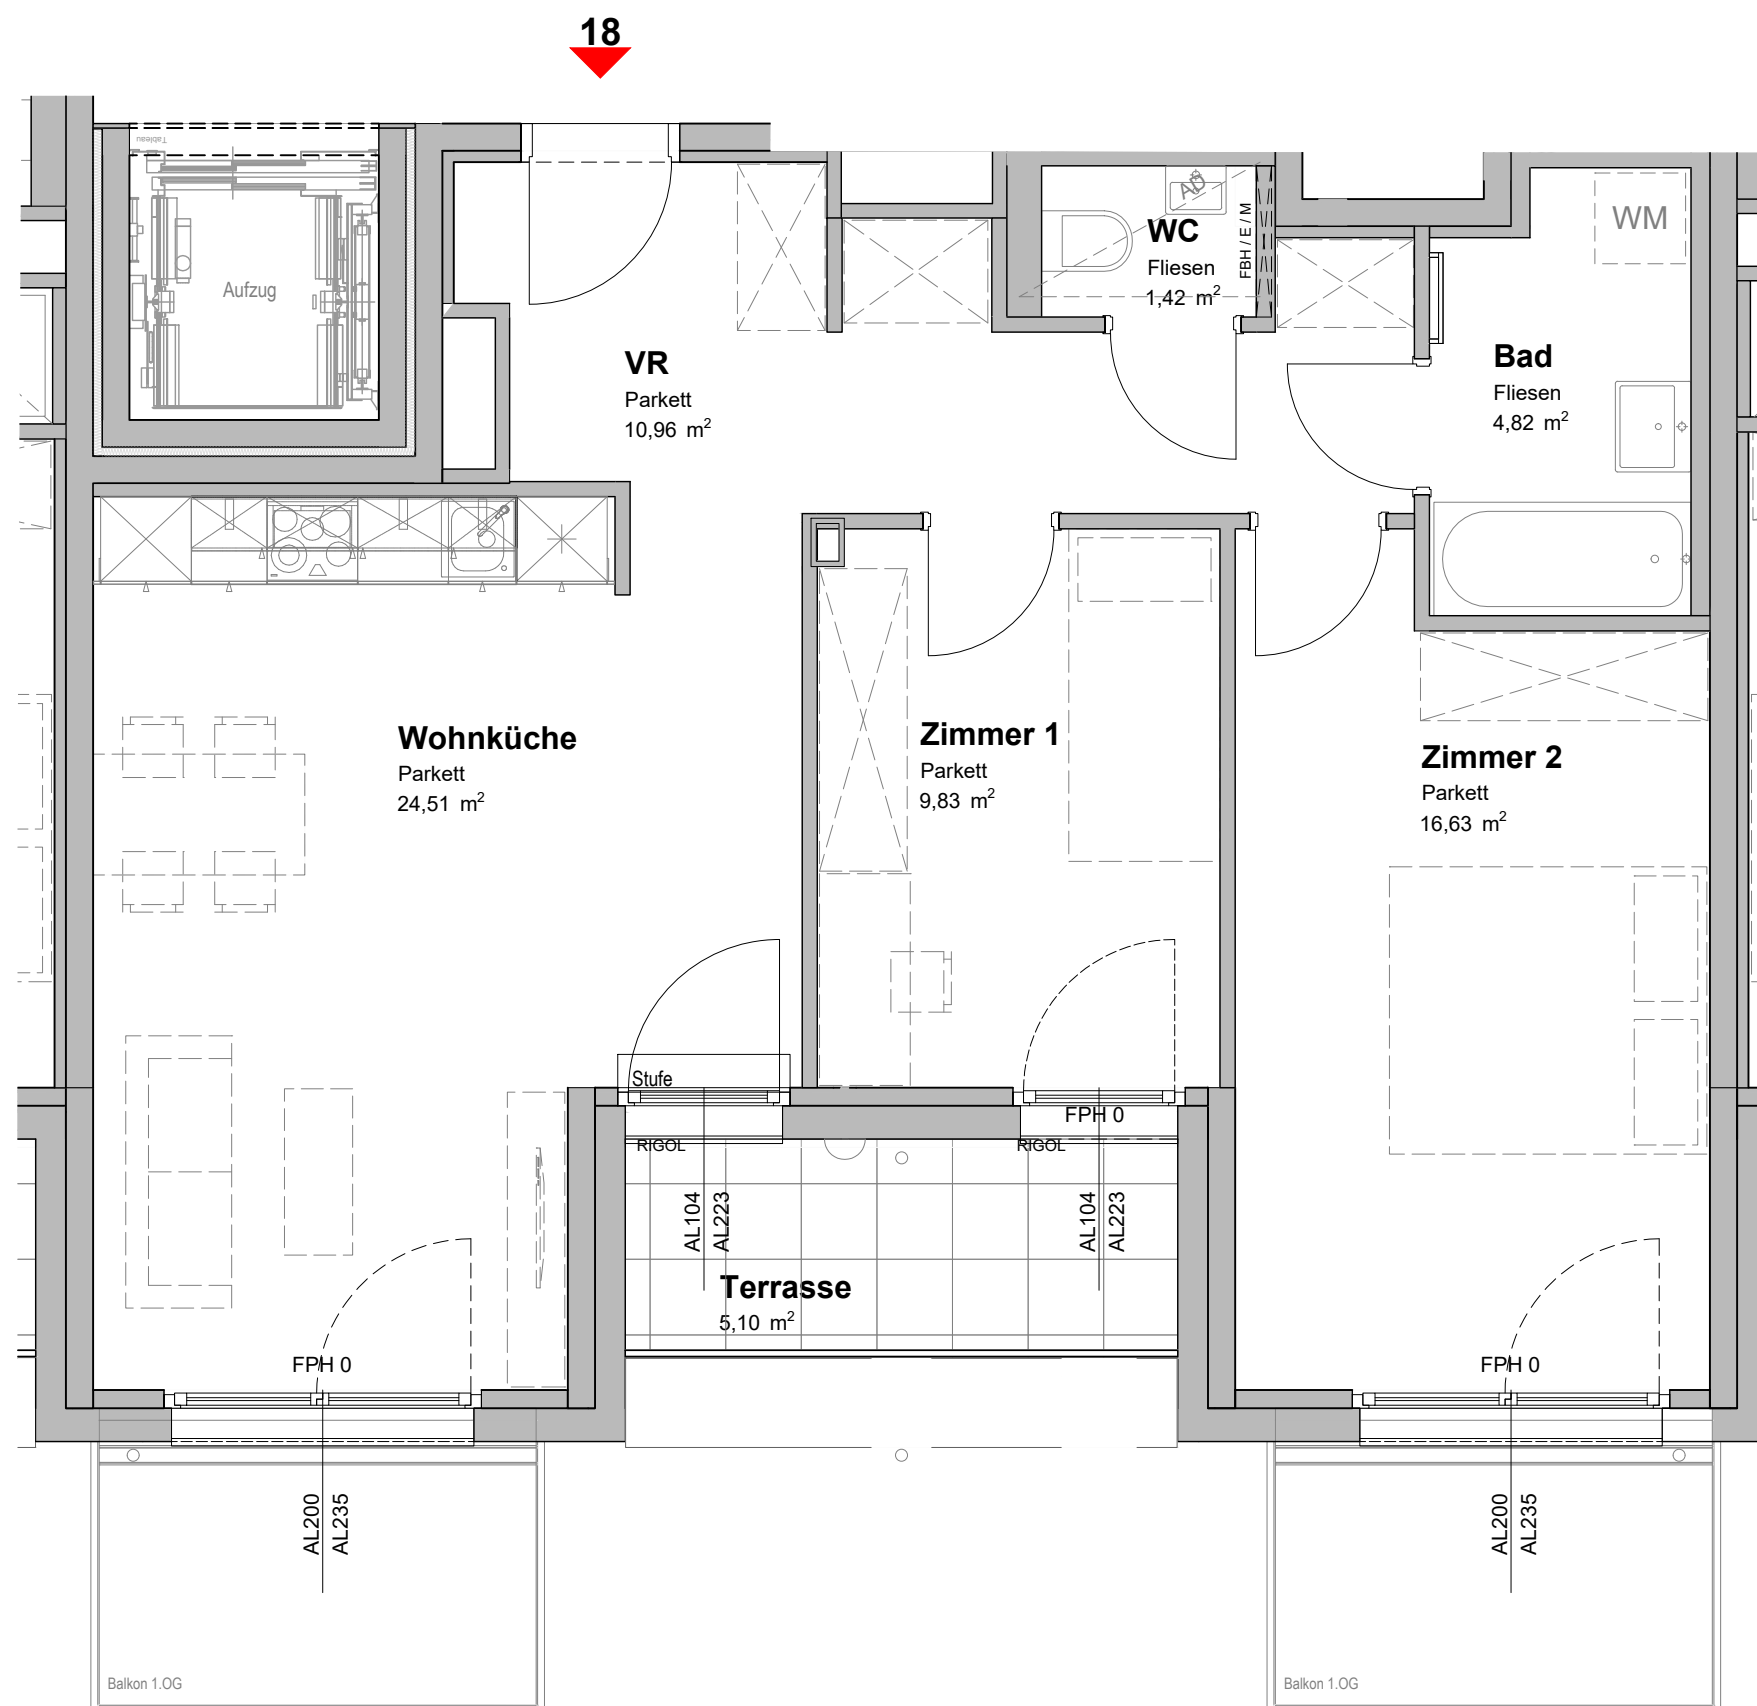 18
Tableau
Aufzug
VR
Parkett
10,96 m²
AD
WC
Fliesen
1,42 m²
FBH / E / M
WM
Bad
Fliesen
4,82 m²
Wohnküche
Parkett
24,51 m²
Zimmer 1
Parkett
9,83 m²
Zimmer 2
Parkett
16,63 m²
Stufe
RIGOL
FPH 0
RIGOL
AL104
AL223
AL104
AL223
Terrasse
5,10 m²
FPH 0
FPH 0
AL200
AL235
AL200
AL235
Balkon 1.OG
Balkon 1.OG